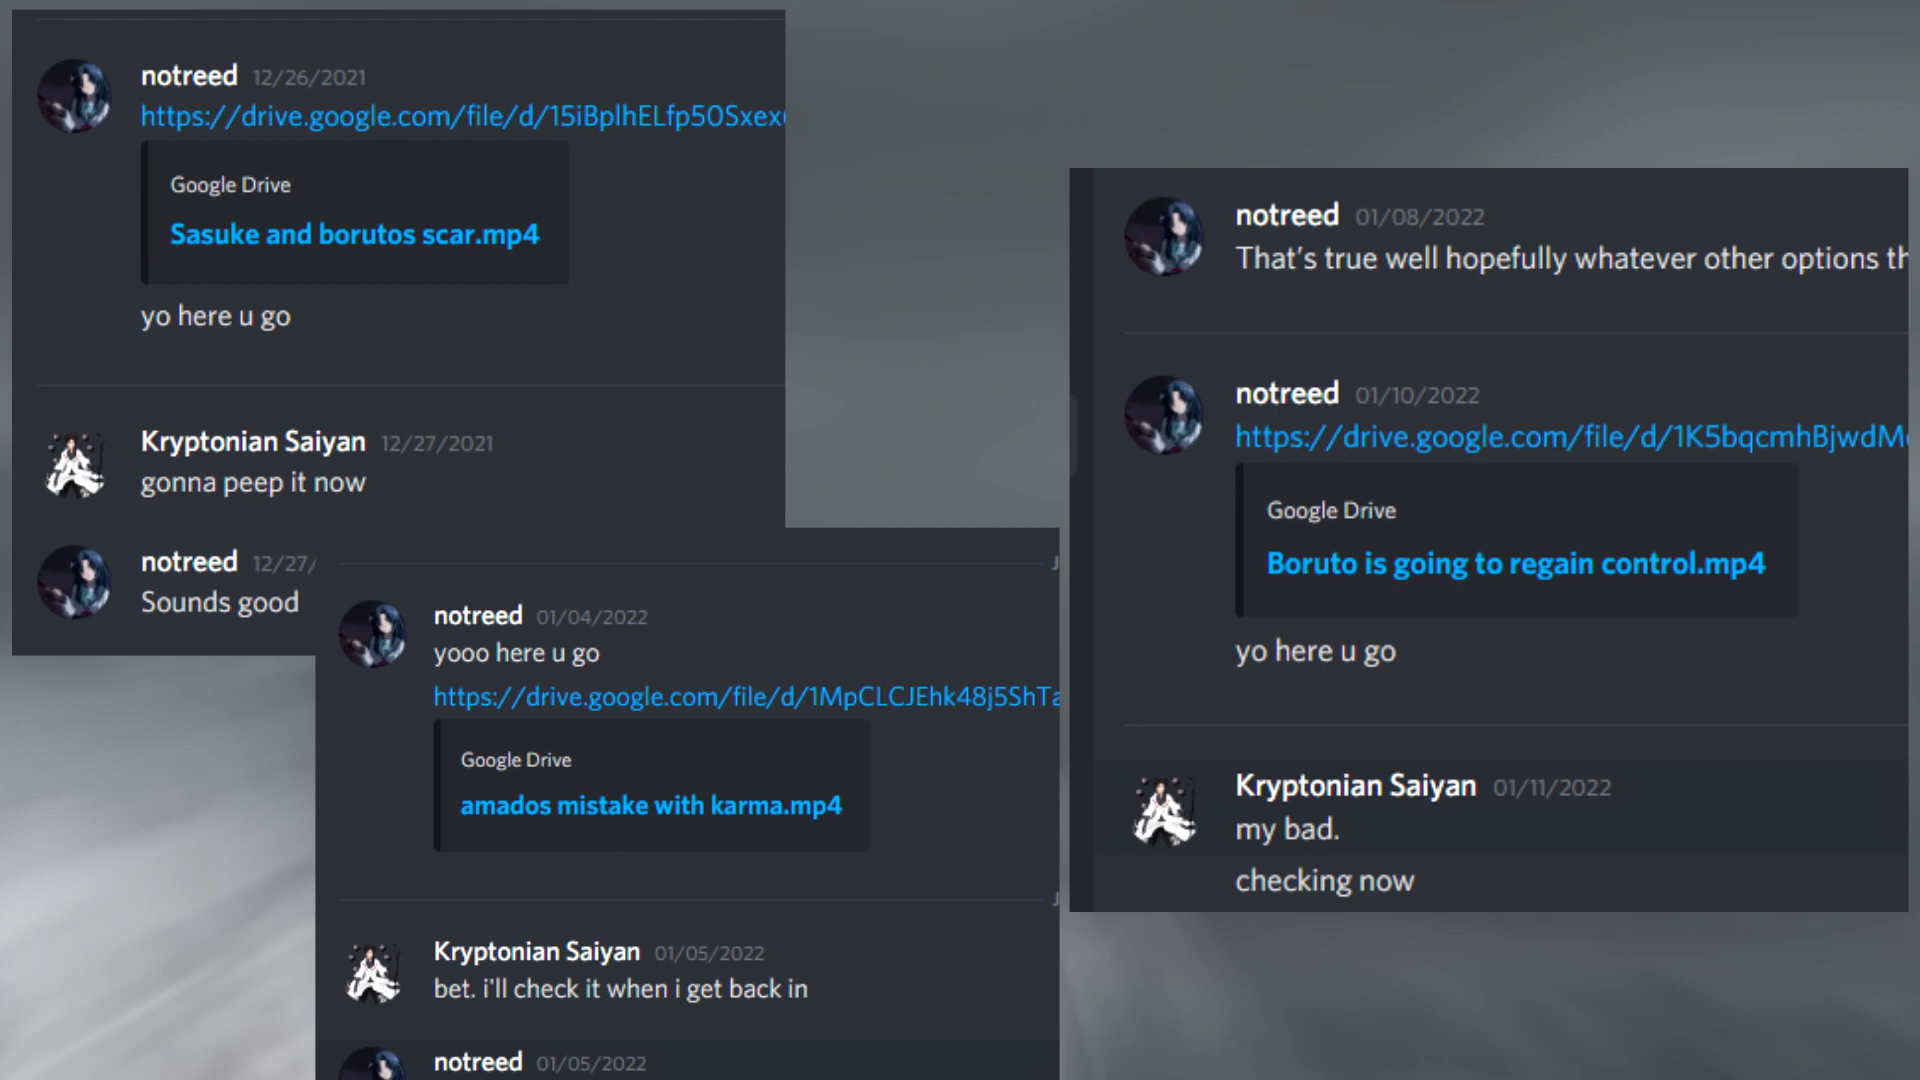 notreed 12/26/2021
https://drive.google.com/file/d/15iBplhELfp50Sxex
Google Drive
Sasuke and borutos scar.mp4
yo here u go
Kryptonian Saiyan 12/27/2021
gonna peep it now
notreed 12/27/
Sounds good
J
notreed 01/04/2022
yooo here u go
https://drive.google.com/file/d/1MpCLCJEhk48j5ShTa
Google Drive
amados mistake with karma.mp4
J
Kryptonian Saiyan 01/05/2022
bet. i'll check it when i get back in
notreed 01/05/2022
notreed 01/08/2022
That's true well hopefully whatever other options th
notreed 01/10/2022
https://drive.google.com/file/d/1K5bqcmhBjwdM
Google Drive
Boruto is going to regain control.mp4
yo here u go
Kryptonian Saiyan 01/11/2022
my bad.
checking now